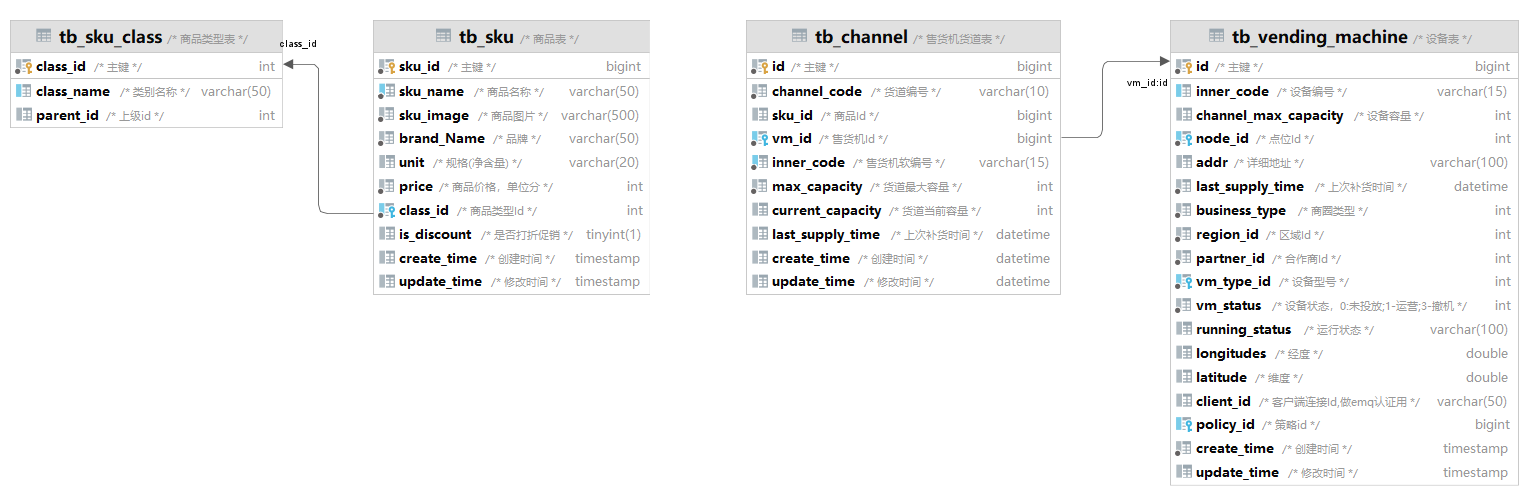 tb_sku_class /* 商品类型表 */
class_id /* 主键 */ int
class_name /* 类别名称 */ varchar(50)
parent_id /* 上级id */ int
class_id
tb_sku /* 商品表 */
sku_id /* 主键 */ bigint
sku_name /* 商品名称 */ varchar(50)
sku_image /* 商品图片 */ varchar(500)
brand_Name /* 品牌 */ varchar(50)
unit /* 规格(净含量) */ varchar(20)
price /* 商品价格，单位分 */ int
class_id /* 商品类型Id */ int
is_discount /* 是否打折促销 */ tinyint(1)
create_time /* 创建时间 */ timestamp
update_time /* 修改时间 */ timestamp
tb_channel /* 售货机货道表 */
id /* 主键 */ bigint
channel_code /* 货道编号 */ varchar(10)
sku_id /* 商品Id */ bigint
vm_id /* 售货机Id */ bigint
inner_code /* 售货机软编号 */ varchar(15)
max_capacity /* 货道最大容量 */ int
current_capacity /* 货道当前容量 */ int
last_supply_time /* 上次补货时间 */ datetime
create_time /* 创建时间 */ datetime
update_time /* 修改时间 */ datetime
vm_id:id
tb_vending_machine /* 设备表 */
id /* 主键 */ bigint
inner_code /* 设备编号 */ varchar(15)
channel_max_capacity /* 设备容量 */ int
node_id /* 点位Id */ int
addr /* 详细地址 */ varchar(100)
last_supply_time /* 上次补货时间 */ datetime
business_type /* 商圈类型 */ int
region_id /* 区域Id */ int
partner_id /* 合作商Id */ int
vm_type_id /* 设备型号 */ int
vm_status /* 设备状态，0:未投放;1-运营;3-撤机 */ int
running_status /* 运行状态 */ varchar(100)
longitudes /* 经度 */ double
latitude /* 维度 */ double
client_id /* 客户端连接Id,做emq认证用 */ varchar(50)
policy_id /* 策略id */ bigint
create_time /* 创建时间 */ timestamp
update_time /* 修改时间 */ timestamp